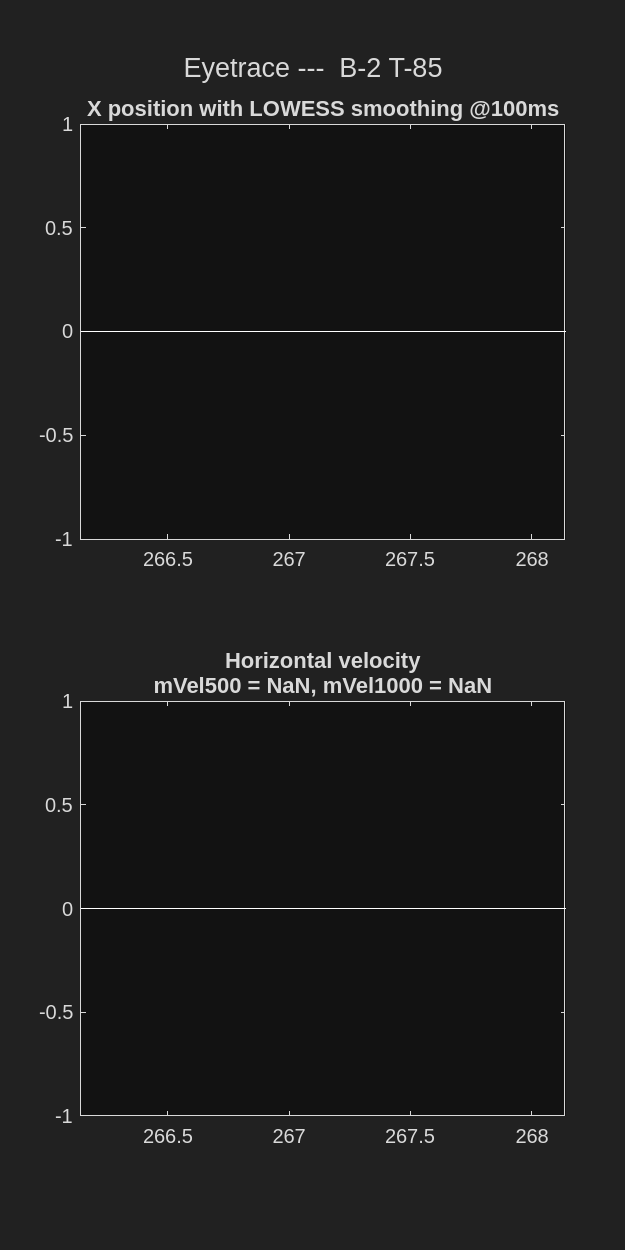 Eyetrace ---  B-2 T-85
X position with LOWESS smoothing @100ms
1
0.5
0
-0.5
-1
266.5 267 267.5 268
Horizontal velocity
mVel500 = NaN, mVel1000 = NaN
1
0.5
0
-0.5
-1
266.5 267 267.5 268